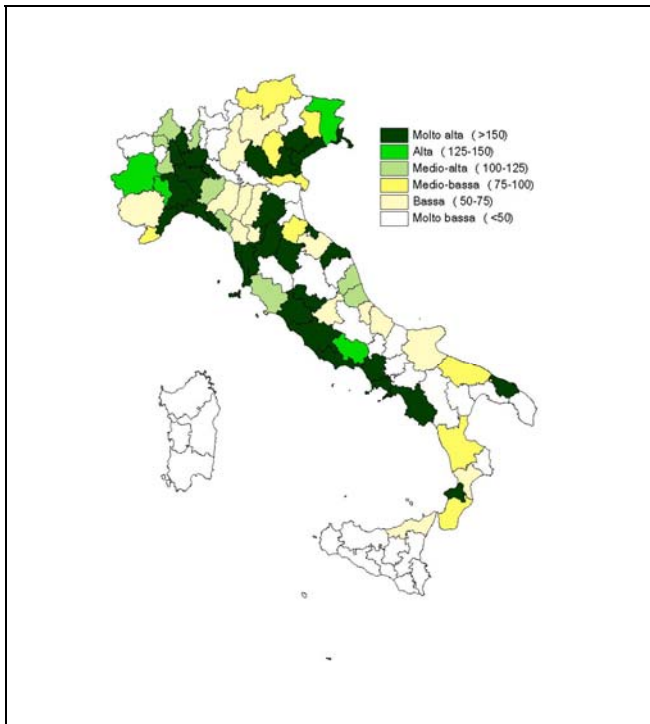 Molto alta (>150)
Alta (125-150)
Medio-alta (100-125)
Medio-bassa (75-100)
Bassa (50-75)
Molto bassa (<50)